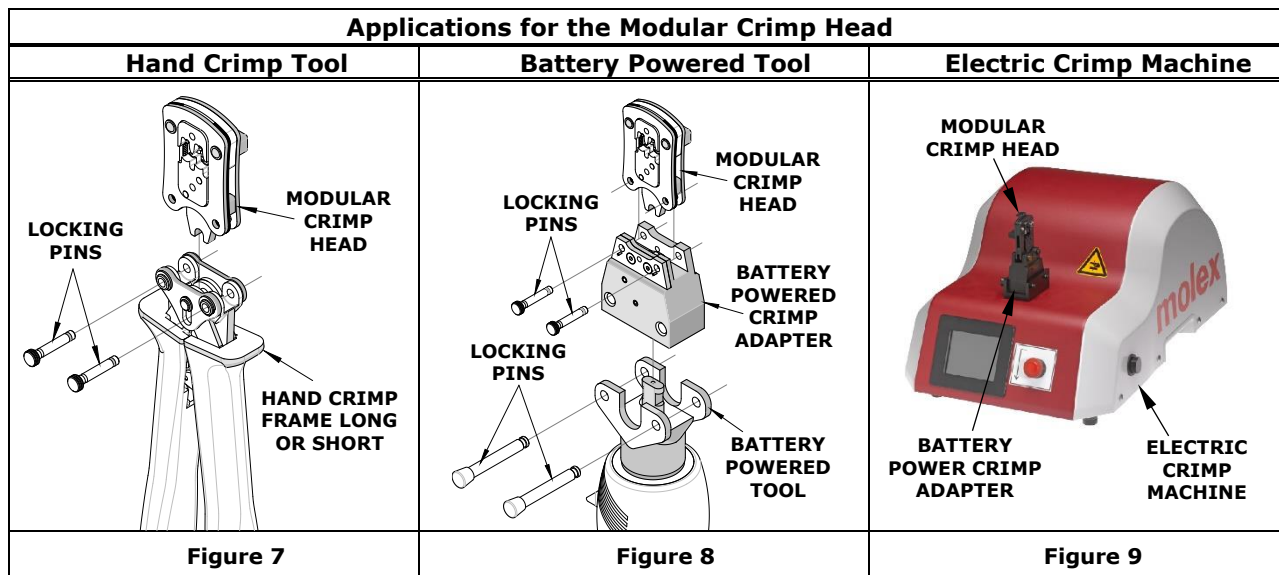 Applications for the Modular Crimp Head
Hand Crimp Tool
Battery Powered Tool
Electric Crimp Machine
MODULAR
CRIMP
HEAD
LOCKING
PINS
HAND CRIMP
FRAME LONG
OR SHORT
MODULAR
CRIMP
HEAD
LOCKING
PINS
BATTERY
POWERED
CRIMP
ADAPTER
LOCKING
PINS
BATTERY
POWERED
TOOL
MODULAR
CRIMP HEAD
molex
BATTERY
POWER CRIMP
ADAPTER
ELECTRIC
CRIMP
MACHINE
Figure 7
Figure 8
Figure 9